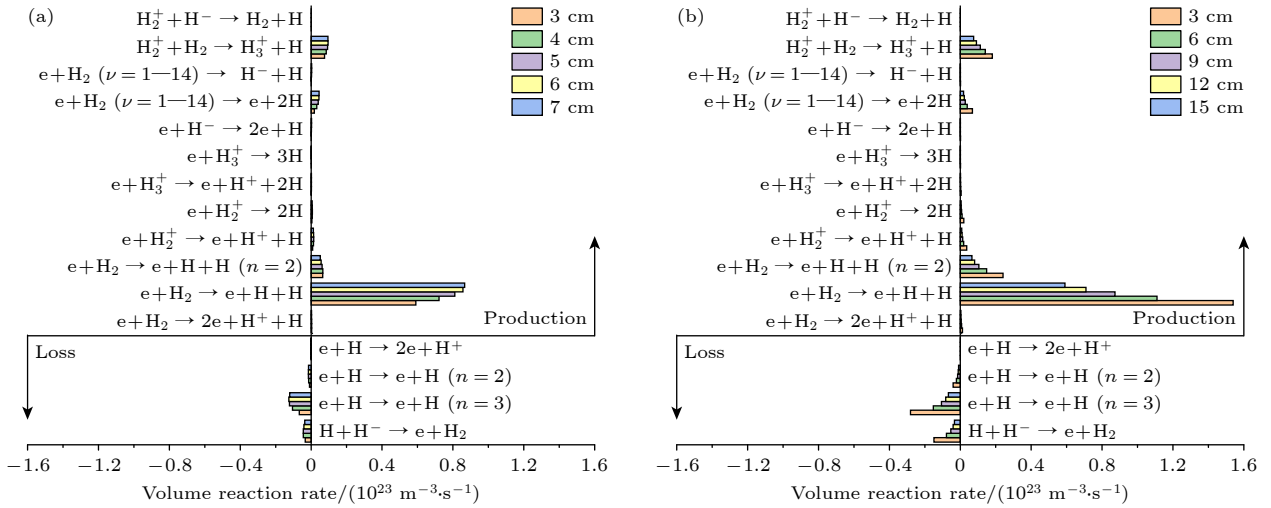 (a)
H₂⁺+H⁻ → H₂+H
H₂⁺+H₂ → H₃⁺+H
e+H₂ (ν = 1—14) → H⁻+H
e+H₂ (ν = 1—14) → e+2H
e+H⁻ → 2e+H
e+H₃⁺ → 3H
e+H₃⁺ → e+H⁺+2H
e+H₂⁺ → 2H
e+H₂⁺ → e+H⁺+H
e+H₂ → e+H+H (n = 2)
e+H₂ → e+H+H
e+H₂ → 2e+H⁺+H
3 cm
4 cm
5 cm
6 cm
7 cm
Production
Loss
e+H → 2e+H⁺
e+H → e+H (n = 2)
e+H → e+H (n = 3)
H+H⁻ → e+H₂
−1.6 −1.2 −0.8 −0.4 0 0.4 0.8 1.2 1.6
Volume reaction rate/(10²³ m⁻³·s⁻¹)
(b)
H₂⁺+H⁻ → H₂+H
H₂⁺+H₂ → H₃⁺+H
e+H₂ (ν = 1—14) → H⁻+H
e+H₂ (ν = 1—14) → e+2H
e+H⁻ → 2e+H
e+H₃⁺ → 3H
e+H₃⁺ → e+H⁺+2H
e+H₂⁺ → 2H
e+H₂⁺ → e+H⁺+H
e+H₂ → e+H+H (n = 2)
e+H₂ → e+H+H
e+H₂ → 2e+H⁺+H
3 cm
6 cm
9 cm
12 cm
15 cm
Production
Loss
e+H → 2e+H⁺
e+H → e+H (n = 2)
e+H → e+H (n = 3)
H+H⁻ → e+H₂
−1.6 −1.2 −0.8 −0.4 0 0.4 0.8 1.2 1.6
Volume reaction rate/(10²³ m⁻³·s⁻¹)